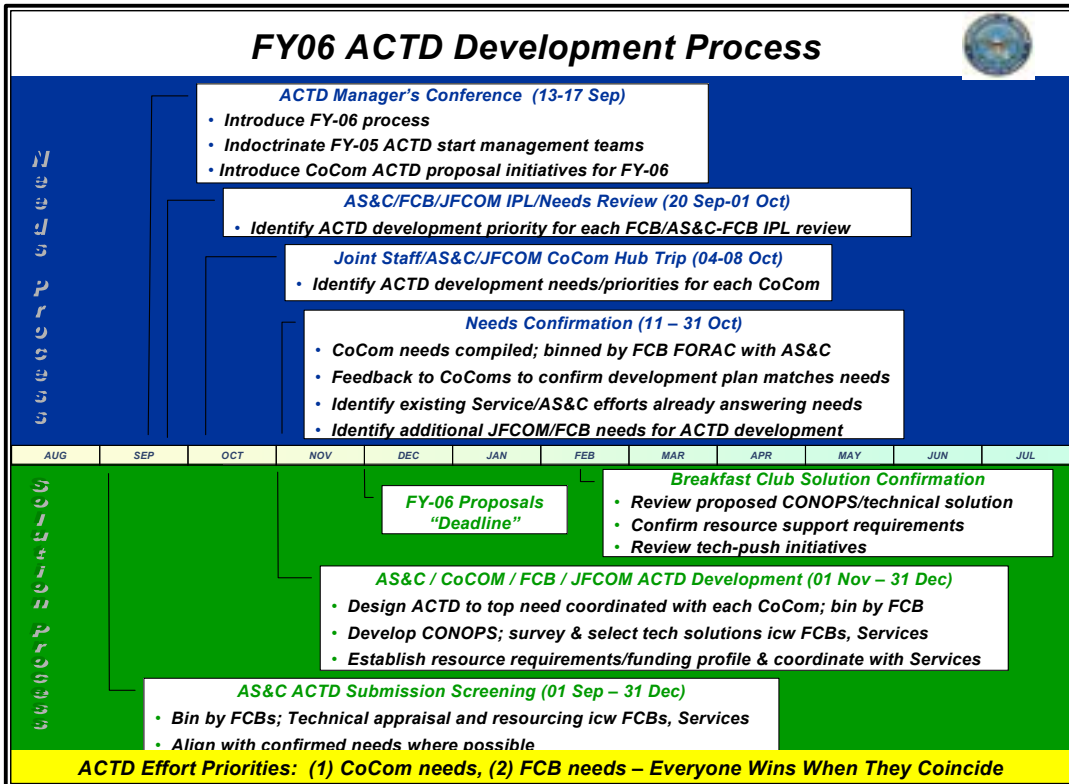 FY06 ACTD Development Process
Needs Process
ACTD Manager's Conference (13-17 Sep)
• Introduce FY-06 process
• Indoctrinate FY-05 ACTD start management teams
• Introduce CoCom ACTD proposal initiatives for FY-06
AS&C/FCB/JFCOM IPL/Needs Review (20 Sep-01 Oct)
• Identify ACTD development priority for each FCB/AS&C-FCB IPL review
Joint Staff/AS&C/JFCOM CoCom Hub Trip (04-08 Oct)
• Identify ACTD development needs/priorities for each CoCom
Needs Confirmation (11 – 31 Oct)
• CoCom needs compiled; binned by FCB FORAC with AS&C
• Feedback to CoComs to confirm development plan matches needs
• Identify existing Service/AS&C efforts already answering needs
• Identify additional JFCOM/FCB needs for ACTD development
AUG SEP OCT NOV DEC JAN FEB MAR APR MAY JUN JUL
Solution Process
FY-06 Proposals
“Deadline”
Breakfast Club Solution Confirmation
• Review proposed CONOPS/technical solution
• Confirm resource support requirements
• Review tech-push initiatives
AS&C / CoCOM / FCB / JFCOM ACTD Development (01 Nov – 31 Dec)
• Design ACTD to top need coordinated with each CoCom; bin by FCB
• Develop CONOPS; survey & select tech solutions icw FCBs, Services
• Establish resource requirements/funding profile & coordinate with Services
AS&C ACTD Submission Screening (01 Sep – 31 Dec)
• Bin by FCBs; Technical appraisal and resourcing icw FCBs, Services
• Align with confirmed needs where possible
ACTD Effort Priorities: (1) CoCom needs, (2) FCB needs – Everyone Wins When They Coincide